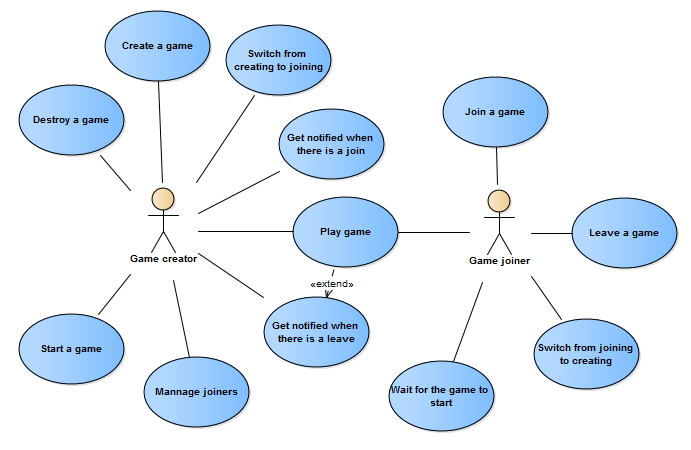 Create a game
Switch from
creating to joining
Destroy a game
Join a game
Get notified when
there is a join
Play game
Leave a game
Game creator
Game joiner
«extend»
Get notified when
there is a leave
Start a game
Switch from joining
to creating
Mannage joiners
Wait for the game to
start